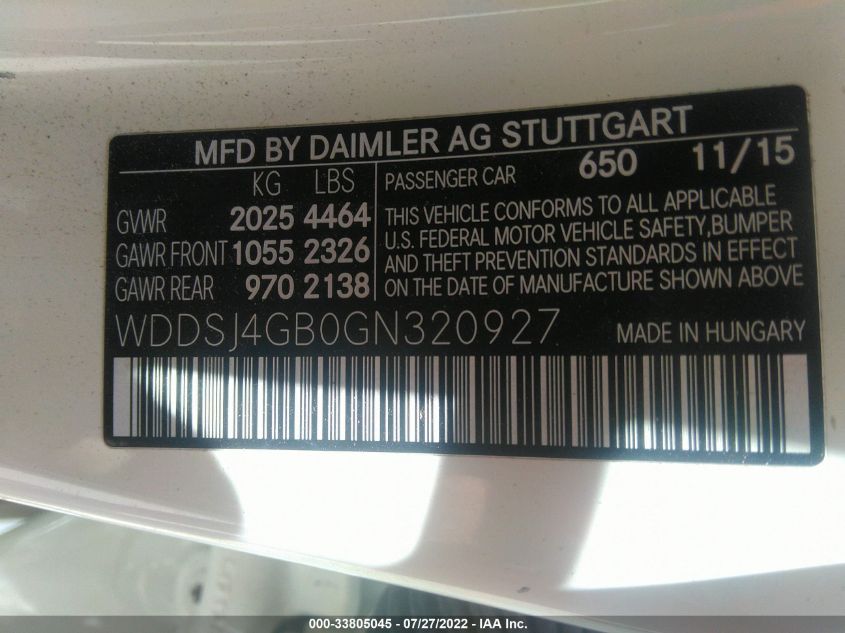 MFD BY DAIMLER AG STUTTGART
KG LBS
GVWR 2025 4464
GAWR FRONT 1055 2326
GAWR REAR 970 2138
PASSENGER CAR 650 11/15
THIS VEHICLE CONFORMS TO ALL APPLICABLE
U.S. FEDERAL MOTOR VEHICLE SAFETY,BUMPER
AND THEFT PREVENTION STANDARDS IN EFFECT
ON THE DATE OF MANUFACTURE SHOWN ABOVE
WDDSJ4GB0GN320927 MADE IN HUNGARY
000-33805045 - 07/27/2022 - IAA Inc.